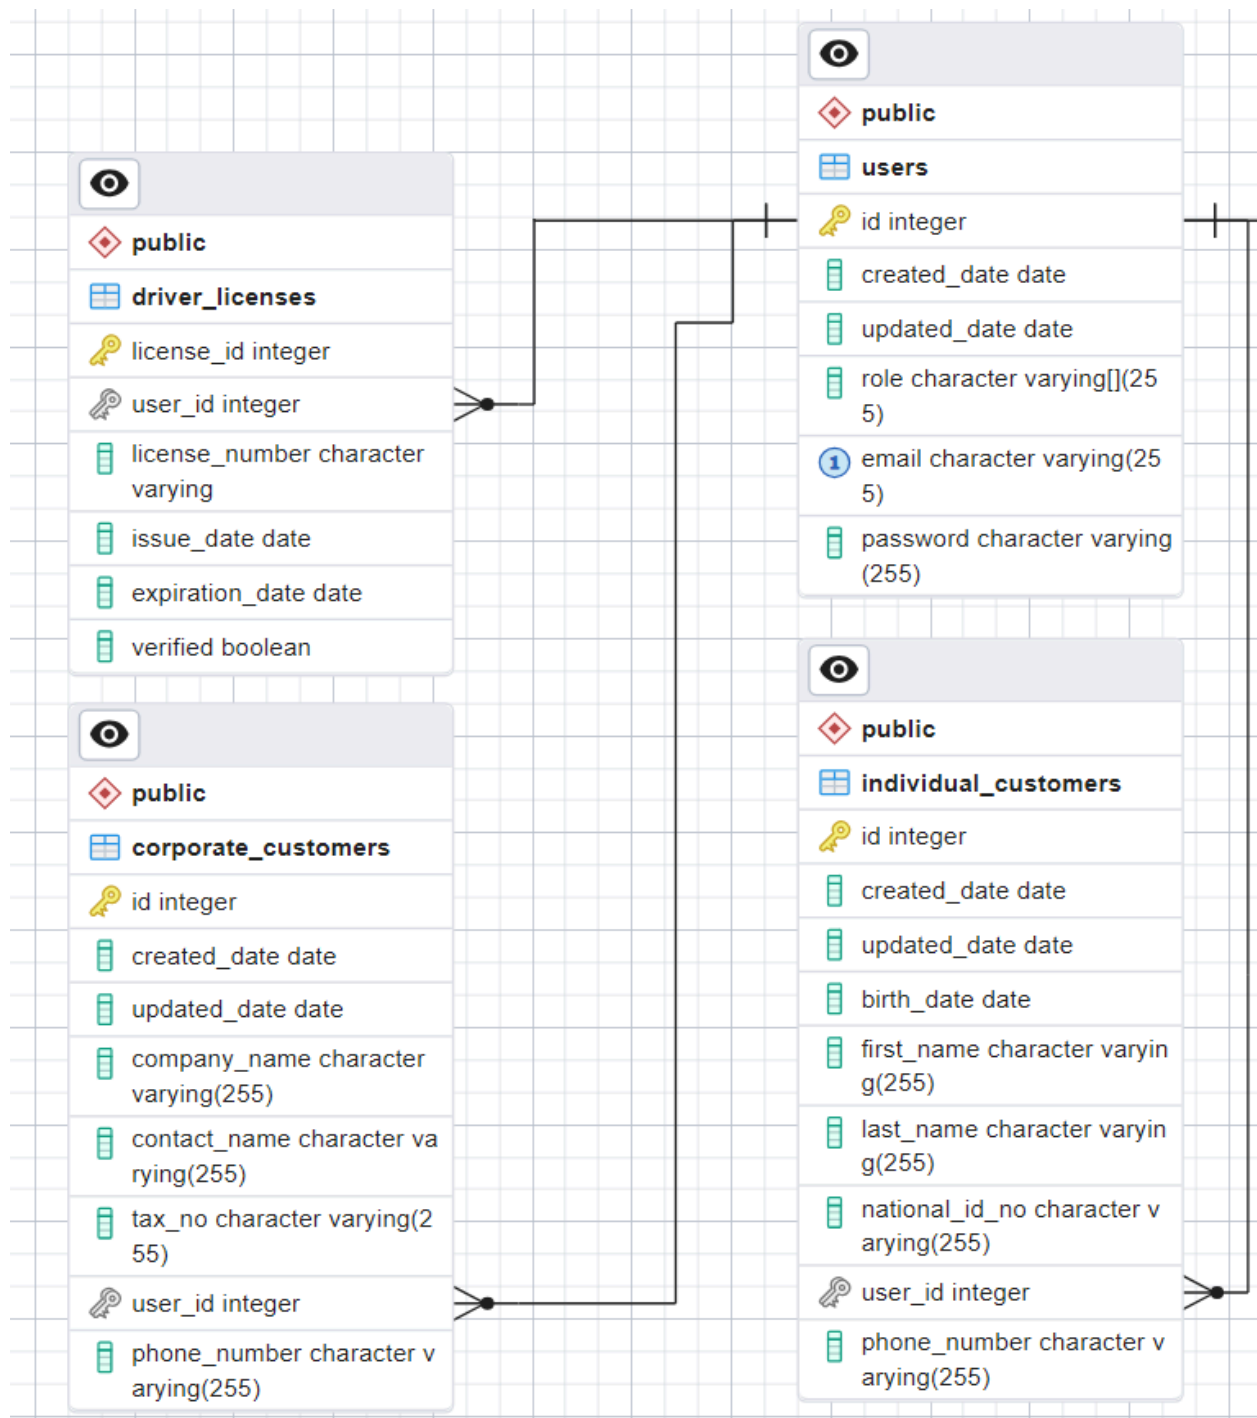 public
users
id integer
created_date date
updated_date date
role character varying[](25
5)
1
email character varying(25
5)
password character varying
(255)
public
driver_licenses
license_id integer
user_id integer
license_number character
varying
issue_date date
expiration_date date
verified boolean
public
corporate_customers
id integer
created_date date
updated_date date
company_name character
varying(255)
contact_name character va
rying(255)
tax_no character varying(2
55)
user_id integer
phone_number character v
arying(255)
public
individual_customers
id integer
created_date date
updated_date date
birth_date date
first_name character varyin
g(255)
last_name character varyin
g(255)
national_id_no character v
arying(255)
user_id integer
phone_number character v
arying(255)